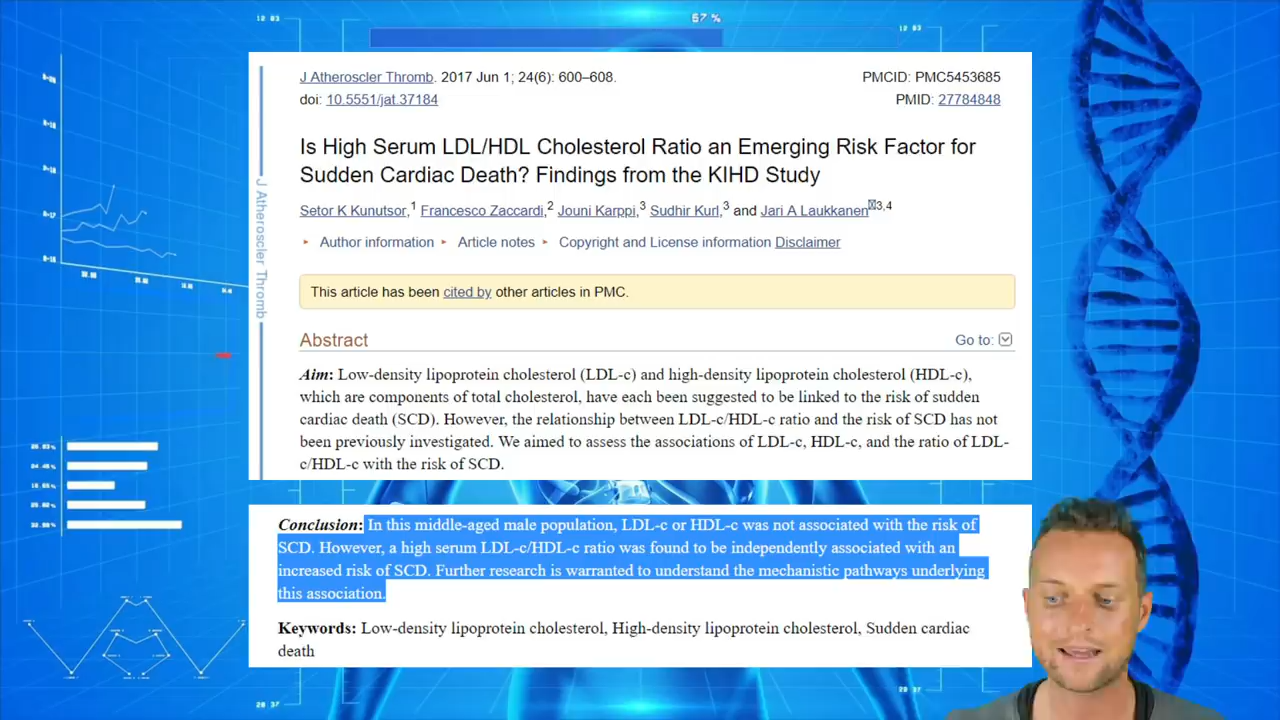 12 03
67 %
12 03
J Atheroscler Thromb. 2017 Jun 1; 24(6): 600–608.
PMCID: PMC5453685
doi: 10.5551/jat.37184
PMID: 27784848
Is High Serum LDL/HDL Cholesterol Ratio an Emerging Risk Factor for
Sudden Cardiac Death? Findings from the KIHD Study
J Atheroscler Thromb
Setor K Kunutsor,1 Francesco Zaccardi,2 Jouni Karppi,3 Sudhir Kurl,3 and Jari A Laukkanen3,4
Author information Article notes Copyright and License information Disclaimer
This article has been cited by other articles in PMC.
Abstract
Go to:
Aim: Low-density lipoprotein cholesterol (LDL-c) and high-density lipoprotein cholesterol (HDL-c),
which are components of total cholesterol, have each been suggested to be linked to the risk of sudden
cardiac death (SCD). However, the relationship between LDL-c/HDL-c ratio and the risk of SCD has not
been previously investigated. We aimed to assess the associations of LDL-c, HDL-c, and the ratio of LDL-
c/HDL-c with the risk of SCD.
Conclusion: In this middle-aged male population, LDL-c or HDL-c was not associated with the risk of
SCD. However, a high serum LDL-c/HDL-c ratio was found to be independently associated with an
increased risk of SCD. Further research is warranted to understand the mechanistic pathways underlying
this association.
Keywords: Low-density lipoprotein cholesterol, High-density lipoprotein cholesterol, Sudden cardiac
death
20 37
20 37